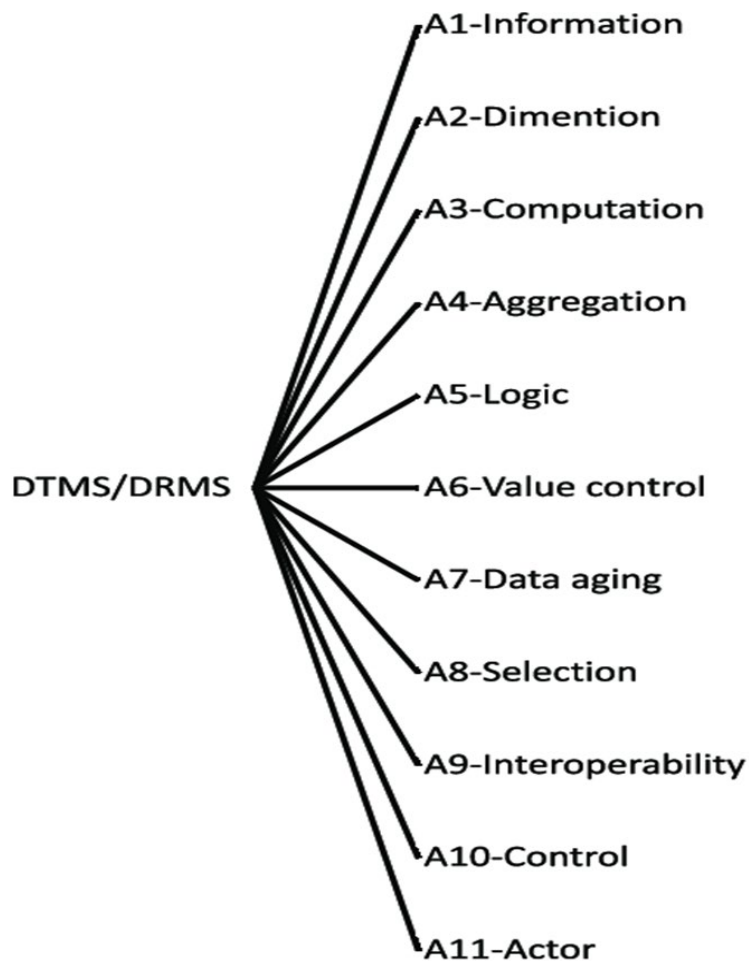 A1-Information
A2-Dimention
A3-Computation
A4-Aggregation
A5-Logic
DTMS/DRMS
A6-Value control
A7-Data aging
A8-Selection
A9-Interoperability
A10-Control
A11-Actor